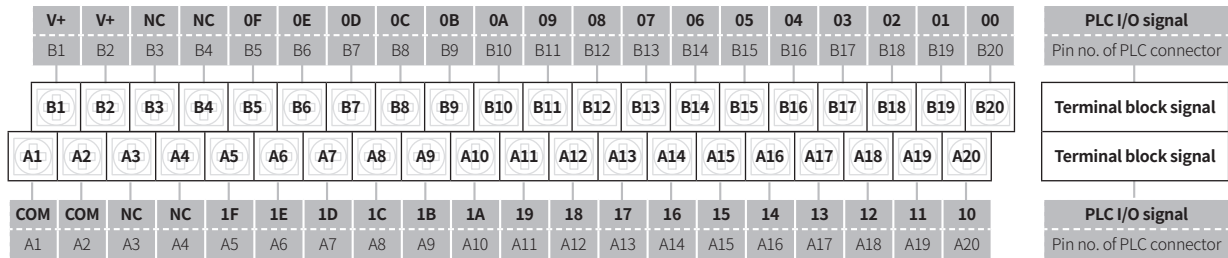 V+ V+ NC NC 0F 0E 0D 0C 0B 0A 09 08 07 06 05 04 03 02 01 00 PLC I/O signal
B1 B2 B3 B4 B5 B6 B7 B8 B9 B10 B11 B12 B13 B14 B15 B16 B17 B18 B19 B20 Pin no. of PLC connector
B1 B2 B3 B4 B5 B6 B7 B8 B9 B10 B11 B12 B13 B14 B15 B16 B17 B18 B19 B20 Terminal block signal
A1 A2 A3 A4 A5 A6 A7 A8 A9 A10 A11 A12 A13 A14 A15 A16 A17 A18 A19 A20 Terminal block signal
COM COM NC NC 1F 1E 1D 1C 1B 1A 19 18 17 16 15 14 13 12 11 10 PLC I/O signal
A1 A2 A3 A4 A5 A6 A7 A8 A9 A10 A11 A12 A13 A14 A15 A16 A17 A18 A19 A20 Pin no. of PLC connector